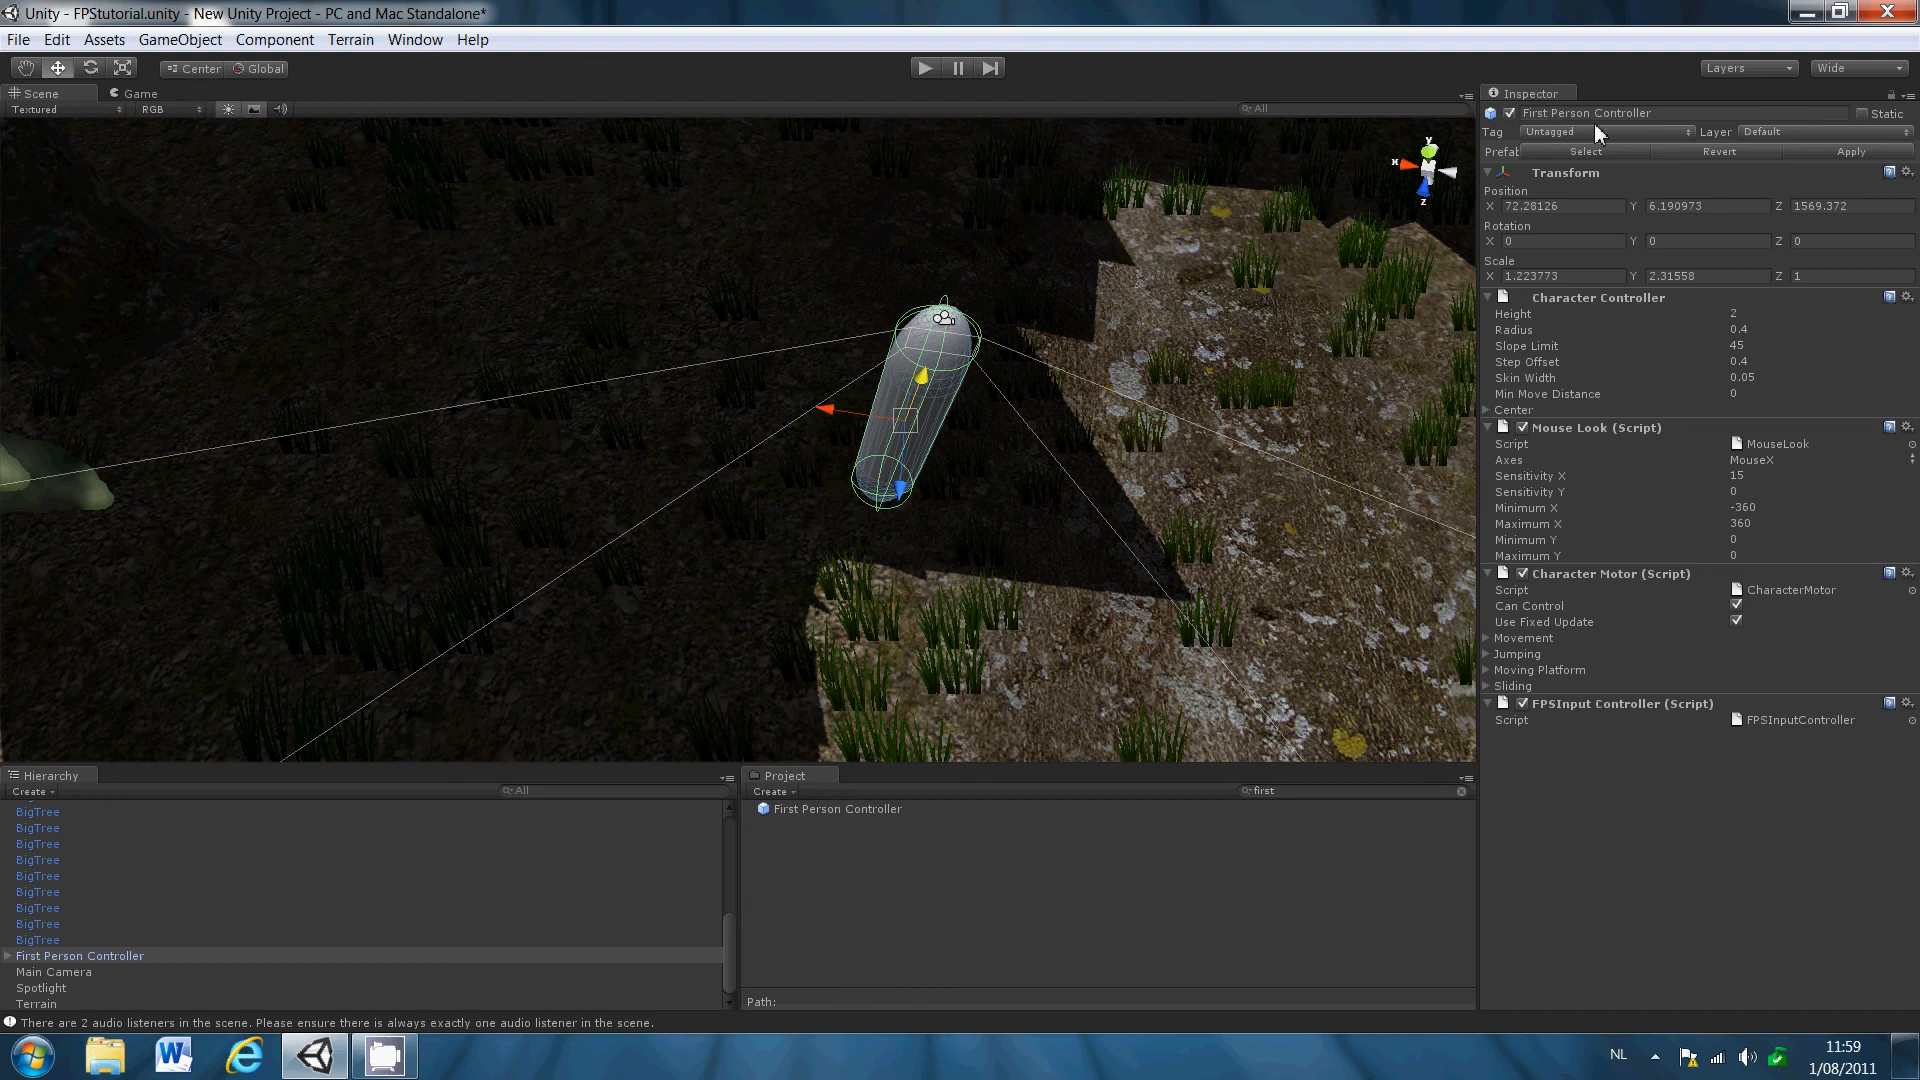 Unity - FPStutorial.unity - New Unity Project - PC and Mac Standalone*
File Edit Assets GameObject Component Terrain Window Help
Center Global
Layers Wide
Scene Game
Textured RGB All
Inspector
First Person Controller Static
Tag Untagged Layer Default
Prefab Select Revert Apply
Transform
Position
X 72.28126 Y 6.190973 Z 1569.372
Rotation
X 0 Y 0 Z 0
Scale
X 1.223773 Y 2.31558 Z 1
Character Controller
Height 2
Radius 0.4
Slope Limit 45
Step Offset 0.4
Skin Width 0.05
Min Move Distance 0
Center
Mouse Look (Script)
Script MouseLook
Axes MouseX
Sensitivity X 15
Sensitivity Y 0
Minimum X -360
Maximum X 360
Minimum Y 0
Maximum Y 0
Character Motor (Script)
Script CharacterMotor
Can Control
Use Fixed Update
Movement
Jumping
Moving Platform
Sliding
FPSInput Controller (Script)
Script FPSInputController
y
x
z
Hierarchy
Create All
BigTree
BigTree
BigTree
BigTree
BigTree
BigTree
BigTree
BigTree
BigTree
First Person Controller
Main Camera
Spotlight
Terrain
Project
Create first
First Person Controller
Path:
There are 2 audio listeners in the scene. Please ensure there is always exactly one audio listener in the scene.
NL
11:59
1/08/2011